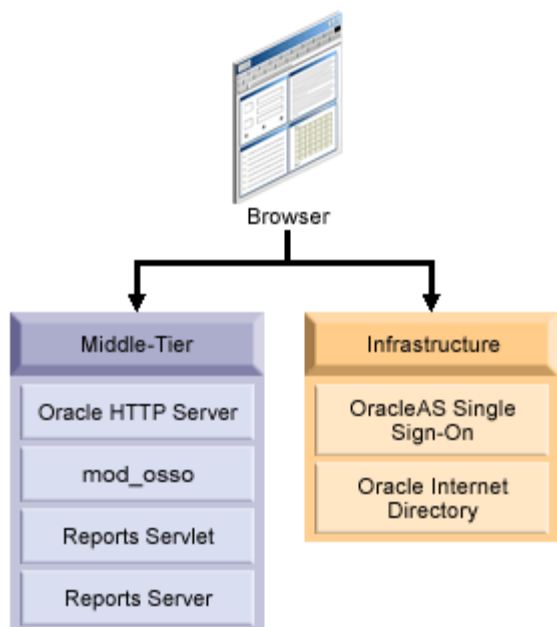 Browser
Middle-Tier
Oracle HTTP Server
mod_osso
Reports Servlet
Reports Server
Infrastructure
OracleAS Single
Sign-On
Oracle Internet
Directory